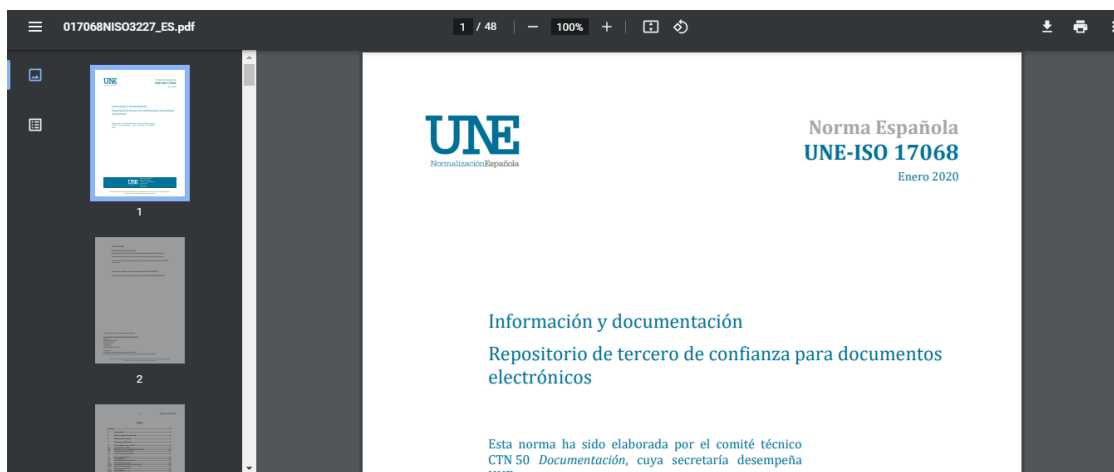 017068NISO3227_ES.pdf
1 / 48 | − 100% + |
UNE
Normalización Española
Norma Española
UNE-ISO 17068
Enero 2020
1
2
Información y documentación
Repositorio de tercero de confianza para documentos
electrónicos
Esta norma ha sido elaborada por el comité técnico
CTN 50 Documentación, cuya secretaría desempeña